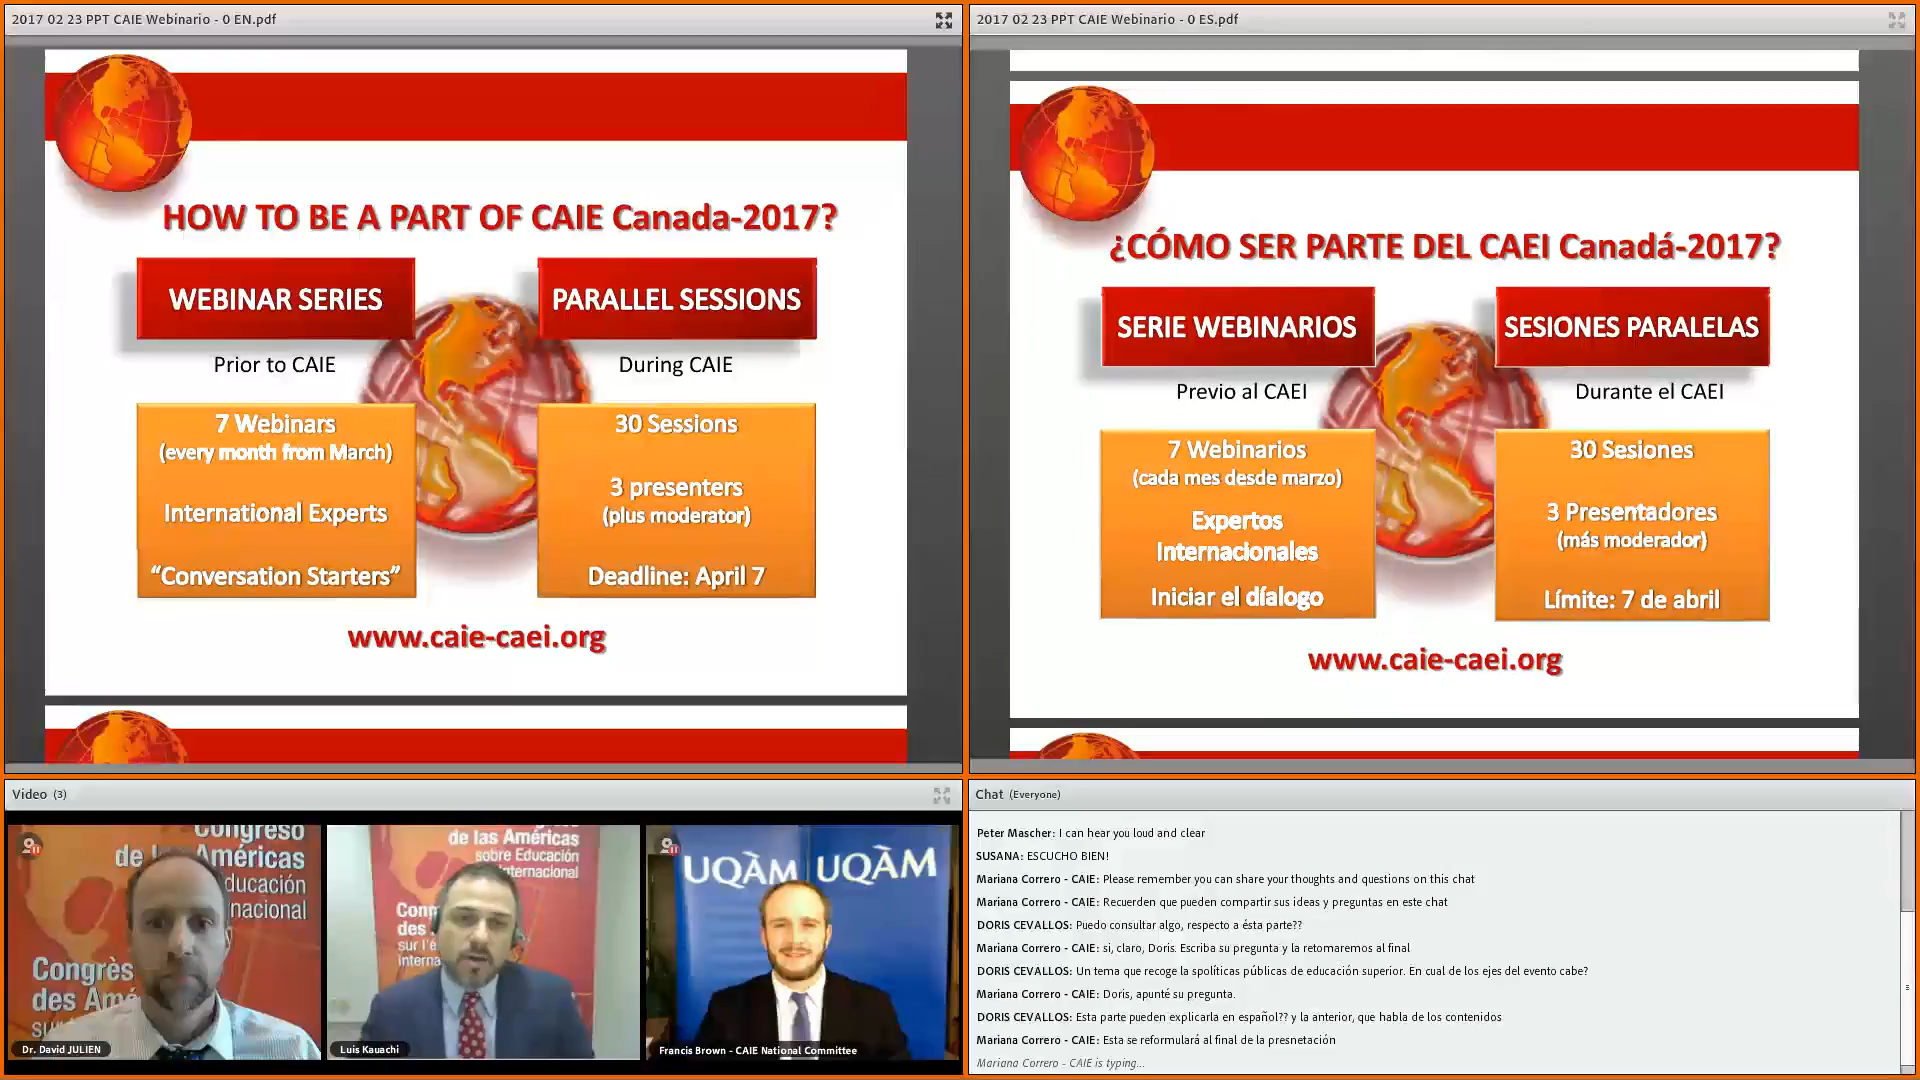 2017 02 23 PPT CAIE Webinario - 0 EN.pdf
HOW TO BE A PART OF CAIE Canada-2017?
WEBINAR SERIES
Prior to CAIE
7 Webinars
(every month from March)
International Experts
“Conversation Starters”
PARALLEL SESSIONS
During CAIE
30 Sessions
3 presenters
(plus moderator)
Deadline: April 7
www.caie-caei.org
2017 02 23 PPT CAIE Webinario - 0 ES.pdf
¿CÓMO SER PARTE DEL CAEI Canadá-2017?
SERIE WEBINARIOS
Previo al CAEI
7 Webinarios
(cada mes desde marzo)
Expertos
Internacionales
Iniciar el díalogo
SESIONES PARALELAS
Durante el CAEI
30 Sesiones
3 Presentadores
(más moderador)
Límite: 7 de abril
www.caie-caei.org
Video (3)
Congreso
de las Américas
ducación
nacional
Congrès
des Amé
su
Dr. David JULIEN
de las Américas
sobre Educación
nternacional
Con
des
sur l'é
interna
Luis Kauachi
UQÀM UQÀM
Francis Brown - CAIE National Committee
Chat (Everyone)
Peter Mascher: I can hear you loud and clear
SUSANA: ESCUCHO BIEN!
Mariana Correro - CAIE: Please remember you can share your thoughts and questions on this chat
Mariana Correro - CAIE: Recuerden que pueden compartir sus ideas y preguntas en este chat
DORIS CEVALLOS: Puedo consultar algo, respecto a ésta parte??
Mariana Correro - CAIE: si, claro, Doris. Escriba su pregunta y la retomaremos al final
DORIS CEVALLOS: Un tema que recoge la spolíticas públicas de educación superior. En cual de los ejes del evento cabe?
Mariana Correro - CAIE: Doris, apunté su pregunta.
DORIS CEVALLOS: Esta parte pueden explicarla en español?? y la anterior, que habla de los contenidos
Mariana Correro - CAIE: Esta se reformulará al final de la presnetación
Mariana Correro - CAIE is typing...